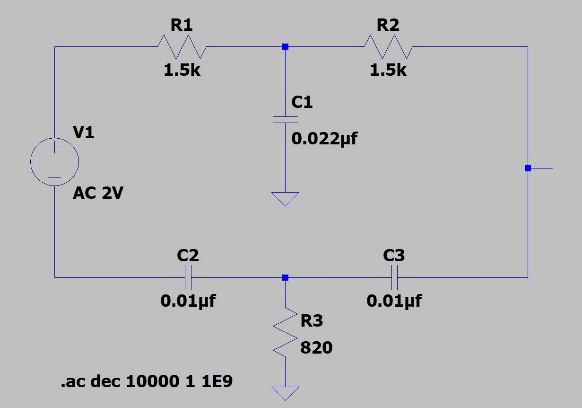 R1
R2
1.5k
1.5k
C1
0.022µf
V1
AC 2V
C2
C3
0.01µf
0.01µf
R3
820
.ac dec 10000 1 1E9